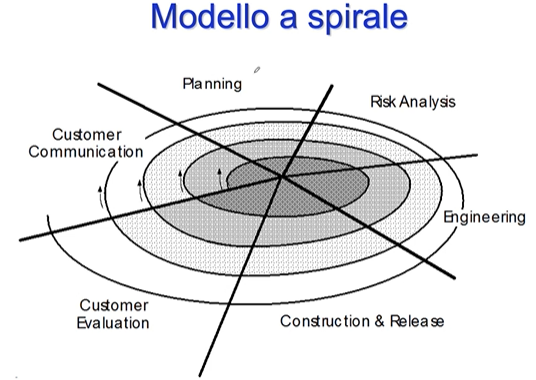 Modello a spirale
Planning
Risk Analysis
Customer
Communication
Engineering
Customer
Evaluation
Construction & Release